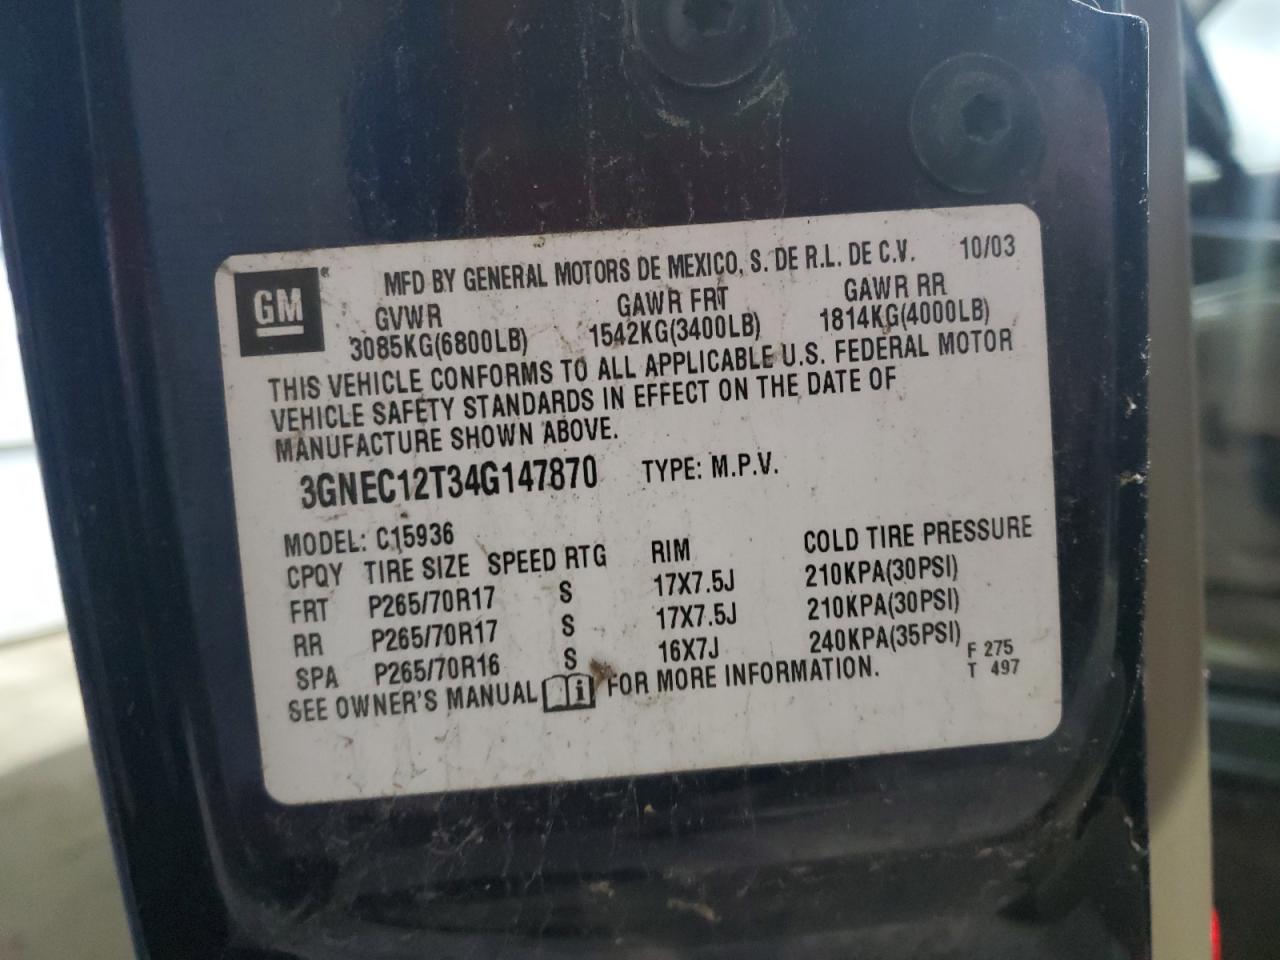 GM ® MFD BY GENERAL MOTORS DE MEXICO, S. DE R.L. DE C.V. 10/03
GVWR GAWR FRT GAWR RR
3085KG(6800LB) 1542KG(3400LB) 1814KG(4000LB)
THIS VEHICLE CONFORMS TO ALL APPLICABLE U.S. FEDERAL MOTOR
VEHICLE SAFETY STANDARDS IN EFFECT ON THE DATE OF
MANUFACTURE SHOWN ABOVE.
3GNEC12T34G147870 TYPE: M.P.V.
MODEL: C15936
CPQY TIRE SIZE SPEED RTG RIM COLD TIRE PRESSURE
FRT P265/70R17 S 17X7.5J 210KPA(30PSI)
RR P265/70R17 S 17X7.5J 210KPA(30PSI)
SPA P265/70R16 S 16X7J 240KPA(35PSI) F 275
SEE OWNER'S MANUAL i FOR MORE INFORMATION. T 497